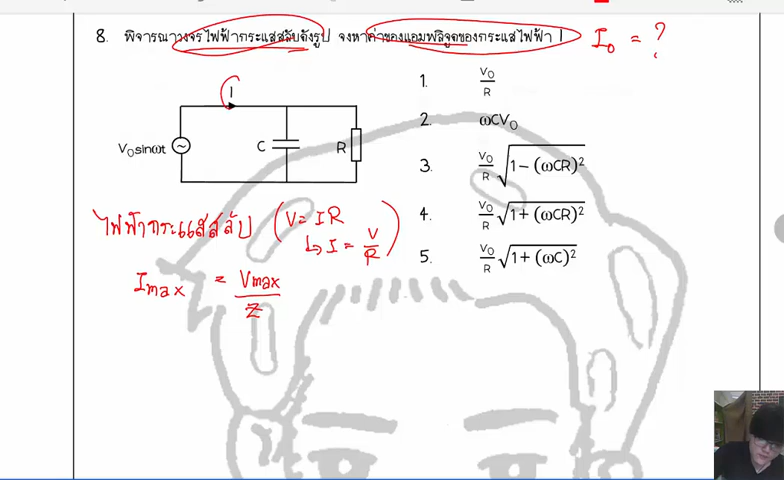 8. พิจารณาวงจรไฟฟ้ากระแสสลับดังรูป จงหาค่าของแอมพลิจูดของกระแสไฟฟ้า I
I₀ = ?
I
V₀sinωt
C
R
1. V₀/R
2. ωCV₀
3. V₀/R √1−(ωCR)²
4. V₀/R √1+(ωCR)²
5. V₀/R √1+(ωC)²
ไฟฟ้ากระแสสลับ (V = IR
↳ I = V/R)
Imax = Vmax/Z